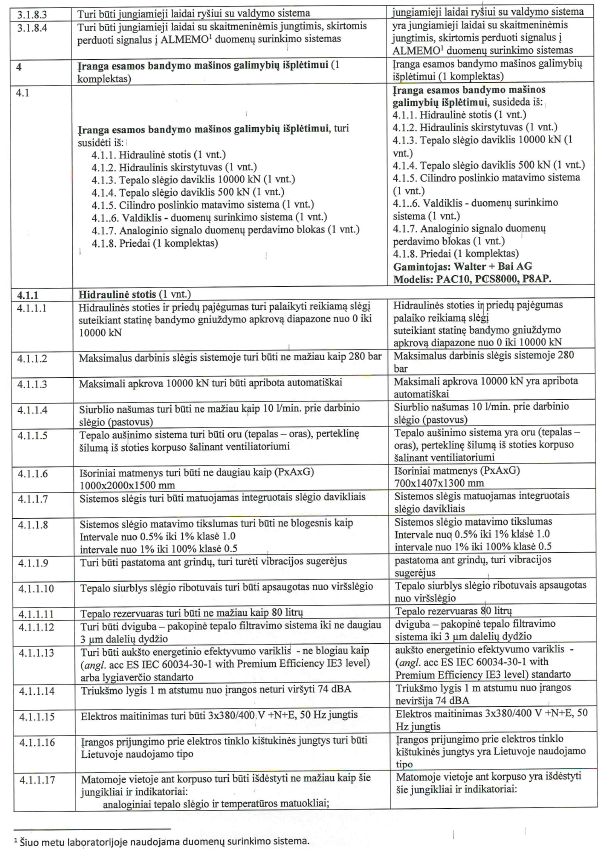 3.1.8.3
Turi būti jungiamieji laidai ryšiui su valdymo sistema
jungiamieji laidai ryšiui su valdymo sistema
3.1.8.4
Turi būti jungiamieji laidai su skaitmeninėmis jungtimis, skirtomis
perduoti signalus į ALMEMO¹ duomenų surinkimo sistemas
yra jungiamieji laidai su skaitmeninėmis
jungtimis, skirtomis perduoti signalus į
ALMEMO¹ duomenų surinkimo sistemas
4
Įranga esamos bandymo mašinos galimybių išplėtimui (1
komplektas)
Įranga esamos bandymo mašinos galimybių
išplėtimui (1 komplektas)
4.1
Įranga esamos bandymo mašinos galimybių išplėtimui, turi
susidėti iš:
4.1.1. Hidraulinė stotis (1 vnt.)
4.1.2. Hidraulinis skirstytuvas (1 vnt.)
4.1.3. Tepalo slėgio daviklis 10000 kN (1 vnt.)
4.1.4. Tepalo slėgio daviklis 500 kN (1 vnt.)
4.1.5. Cilindro poslinkio matavimo sistema (1 vnt.)
4.1..6. Valdiklis - duomenų surinkimo sistema (1 vnt.)
4.1.7. Analoginio signalo duomenų perdavimo blokas (1 vnt.)
4.1.8. Priedai (1 komplektas)
Įranga esamos bandymo mašinos
galimybių išplėtimui, susideda iš:
4.1.1. Hidraulinė stotis (1 vnt.)
4.1.2. Hidraulinis skirstytuvas (1 vnt.)
4.1.3. Tepalo slėgio daviklis 10000 kN (1
vnt.)
4.1.4. Tepalo slėgio daviklis 500 kN (1 vnt.)
4.1.5. Cilindro poslinkio matavimo sistema
(1 vnt.)
4.1..6. Valdiklis - duomenų surinkimo
sistema (1 vnt.)
4.1.7. Analoginio signalo duomenų
perdavimo blokas (1 vnt.)
4.1.8. Priedai (1 komplektas)
Gamintojas: Walter + Bai AG
Modelis: PAC10, PCS8000, P8AP.
4.1.1
Hidraulinė stotis (1 vnt.)
4.1.1.1
Hidraulinės stoties ir priedų pajėgumas turi palaikyti reikiamą slėgį
suteikiant statinę bandymo gniuždymo apkrovą diapazone nuo 0 iki
10000 kN
Hidraulinės stoties ir priedų pajėgumas
palaiko reikiamą slėgį
suteikiant statinę bandymo gniuždymo
apkrovą diapazone nuo 0 iki 10000 kN
4.1.1.2
Maksimalus darbinis slėgis sistemoje turi būti ne mažiau kaip 280 bar
Maksimalus darbinis slėgis sistemoje 280
bar
4.1.1.3
Maksimali apkrova 10000 kN turi būti apribota automatiškai
Maksimali apkrova 10000 kN yra apribota
automatiškai
4.1.1.4
Siurblio našumas turi būti ne mažiau kaip 10 l/min. prie darbinio
slėgio (pastovus)
Siurblio našumas 10 l/min. prie darbinio
slėgio (pastovus)
4.1.1.5
Tepalo aušinimo sistema turi būti oru (tepalas – oras), perteklinę
šilumą iš stoties korpuso šalinant ventiliatoriumi
Tepalo aušinimo sistema yra oru (tepalas –
oras), perteklinę šilumą iš stoties korpuso
šalinant ventiliatoriumi
4.1.1.6
Išoriniai matmenys turi būti ne daugiau kaip (PxAxG)
1000x2000x1500 mm
Išoriniai matmenys (PxAxG)
700x1407x1300 mm
4.1.1.7
Sistemos slėgis turi būti matuojamas integruotais slėgio davikliais
Sistemos slėgis matuojamas integruotais
slėgio davikliais
4.1.1.8
Sistemos slėgio matavimo tikslumas turi būti ne blogesnis kaip
Intervale nuo 0.5% iki 1% klasė 1.0
intervale nuo 1% iki 100% klasė 0.5
Sistemos slėgio matavimo tikslumas
Intervale nuo 0.5% iki 1% klasė 1.0
intervale nuo 1% iki 100% klasė 0.5
4.1.1.9
Turi būti pastatoma ant grindų, turi turėti vibracijos sugerėjus
pastatoma ant grindų, turi vibracijos
sugerėjus
4.1.1.10
Tepalo siurblys slėgio ribotuvais turi būti apsaugotas nuo viršslėgio
Tepalo siurblys slėgio ribotuvais apsaugotas
nuo viršslėgio
4.1.1.11
Tepalo rezervuaras turi būti ne mažiau kaip 80 litrų
Tepalo rezervuaras 80 litrų
4.1.1.12
Turi būti dviguba – pakopinė tepalo filtravimo sistema iki ne daugiau
3 µm dalelių dydžio
dviguba – pakopinė tepalo filtravimo
sistema iki 3 µm dalelių dydžio
4.1.1.13
Turi būti aukšto energetinio efektyvumo variklis - ne blogiau kaip
(angl. acc ES IEC 60034-30-1 with Premium Efficiency IE3 level)
arba lygiaverčio standarto
aukšto energetinio efektyvumo variklis -
(angl. acc ES IEC 60034-30-1 with
Premium Efficiency IE3 level) standarto
4.1.1.14
Triukšmo lygis 1 m atstumu nuo įrangos neturi viršyti 74 dBA
Triukšmo lygis 1 m atstumu nuo įrangos
neviršija 74 dBA
4.1.1.15
Elektros maitinimas turi būti 3x380/400 V +N+E, 50 Hz jungtis
Elektros maitinimas 3x380/400 V +N+E, 50
Hz jungtis
4.1.1.16
Įrangos prijungimo prie elektros tinklo kištukinės jungtys turi būti
Lietuvoje naudojamo tipo
Įrangos prijungimo prie elektros tinklo
kištukinės jungtys yra Lietuvoje naudojamo
tipo
4.1.1.17
Matomoje vietoje ant korpuso turi būti išdėstyti ne mažiau kaip šie
jungikliai ir indikatoriai:
analoginiai tepalo slėgio ir temperatūros matuokliai;
Matomoje vietoje ant korpuso yra išdėstyti
šie jungikliai ir indikatoriai:
¹ Šiuo metu laboratorijoje naudojama duomenų surinkimo sistema.